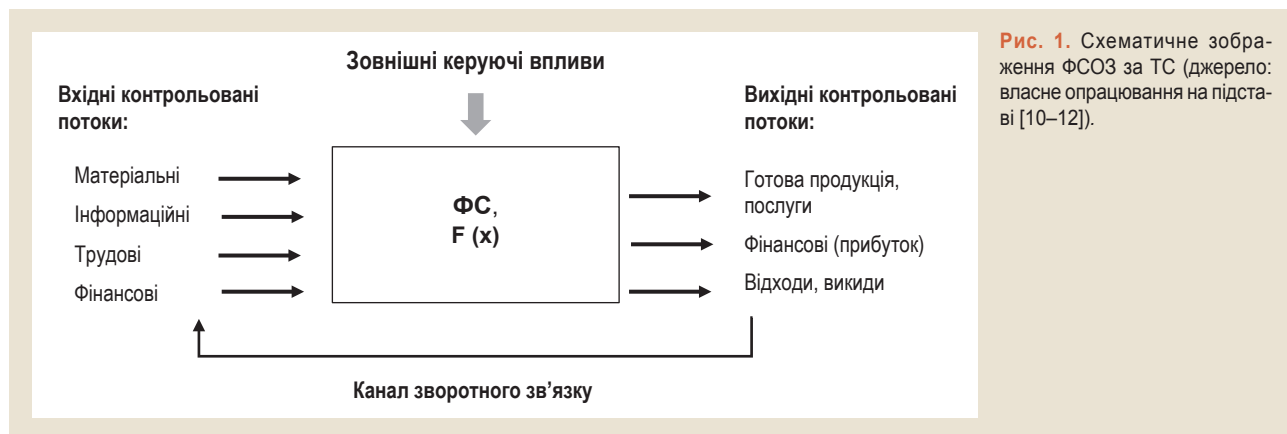 Зовнішні керуючі впливи
Вхідні контрольовані
потоки:
Матеріальні
Інформаційні
Трудові
Фінансові
ФС,
F (x)
Вихідні контрольовані
потоки:
Готова продукція,
послуги
Фінансові (прибуток)
Відходи, викиди
Канал зворотного зв’язку
Рис. 1. Схематичне зобра-
ження ФСОЗ за ТС (джерело:
власне опрацювання на підста-
ві [10–12]).